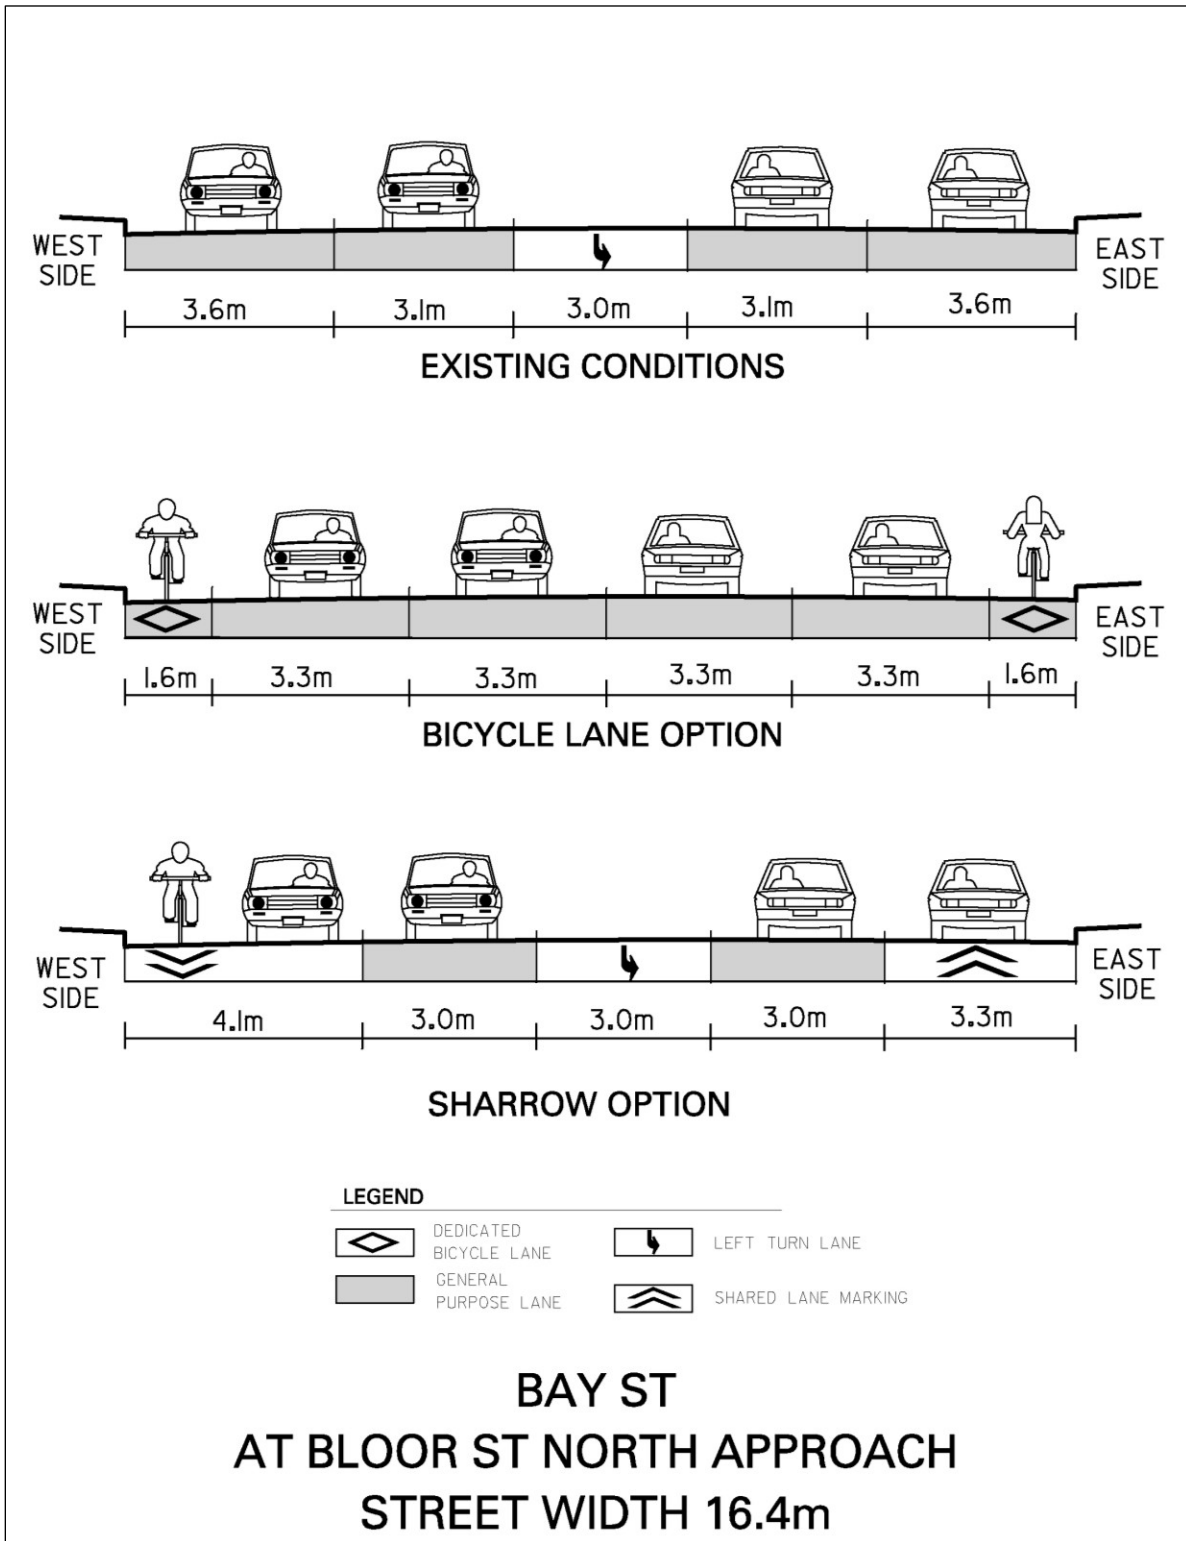 WEST
SIDE
EAST
SIDE
3.6m 3.1m 3.0m 3.1m 3.6m
EXISTING CONDITIONS
WEST
SIDE
EAST
SIDE
1.6m 3.3m 3.3m 3.3m 3.3m 1.6m
BICYCLE LANE OPTION
WEST
SIDE
EAST
SIDE
4.1m 3.0m 3.0m 3.0m 3.3m
SHARROW OPTION
LEGEND
DEDICATED
BICYCLE LANE
LEFT TURN LANE
GENERAL
PURPOSE LANE
SHARED LANE MARKING
BAY ST
AT BLOOR ST NORTH APPROACH
STREET WIDTH 16.4m